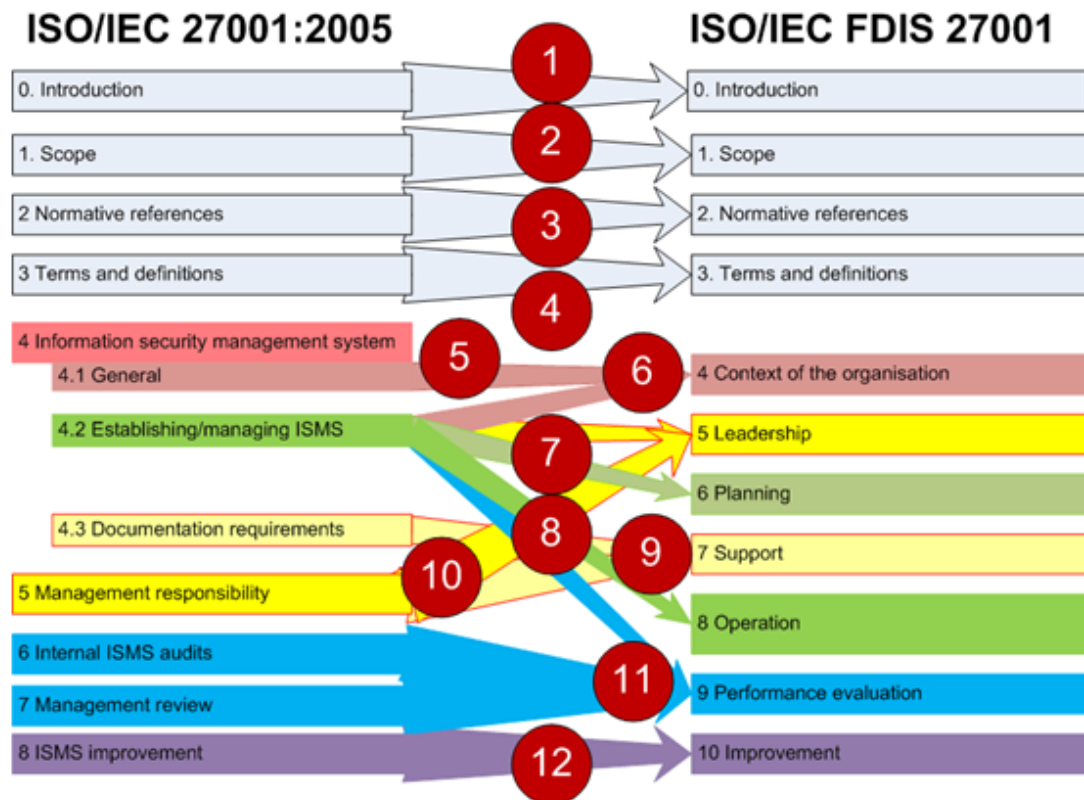 ISO/IEC 27001:2005
ISO/IEC FDIS 27001
1
0. Introduction
0. Introduction
2
1. Scope
1. Scope
3
2 Normative references
2. Normative references
3 Terms and definitions
3. Terms and definitions
4
4 Information security management system
5
6
4.1 General
4 Context of the organisation
4.2 Establishing/managing ISMS
5 Leadership
7
6 Planning
4.3 Documentation requirements
8
9
7 Support
10
5 Management responsibility
8 Operation
6 Internal ISMS audits
11
9 Performance evaluation
7 Management review
8 ISMS improvement
12
10 Improvement